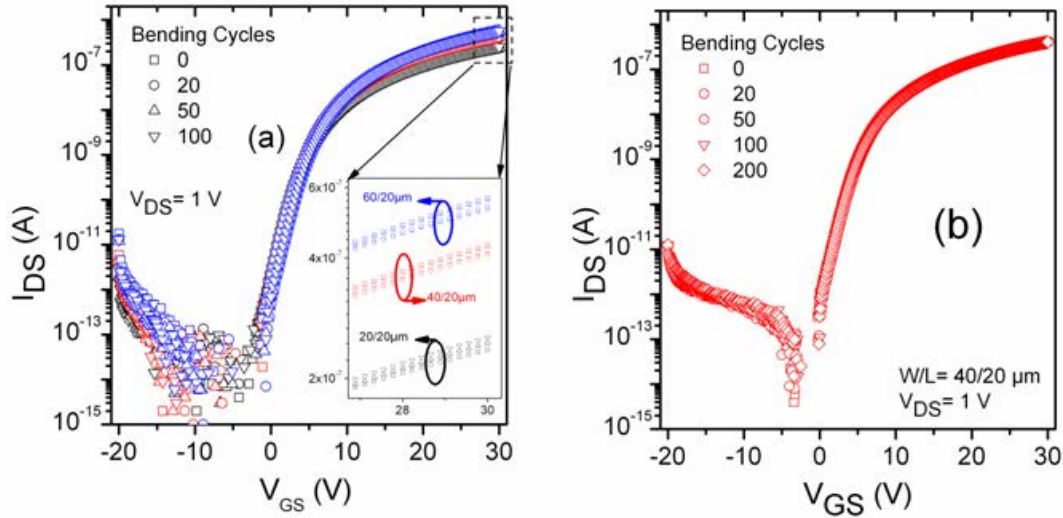 Bending Cycles
0
20
50
100
(a)
V_DS= 1 V
10⁻⁷
10⁻⁹
10⁻¹¹
10⁻¹³
10⁻¹⁵
I_DS (A)
-20 -10 0 10 20 30
V_GS (V)
6x10⁻⁷
4x10⁻⁷
2x10⁻⁷
60/20µm
40/20µm
20/20µm
28 30
Bending Cycles
0
20
50
100
200
(b)
W/L= 40/20 µm
V_DS= 1 V
10⁻⁷
10⁻⁹
10⁻¹¹
10⁻¹³
10⁻¹⁵
I_DS (A)
-20 -10 0 10 20 30
V_GS (V)